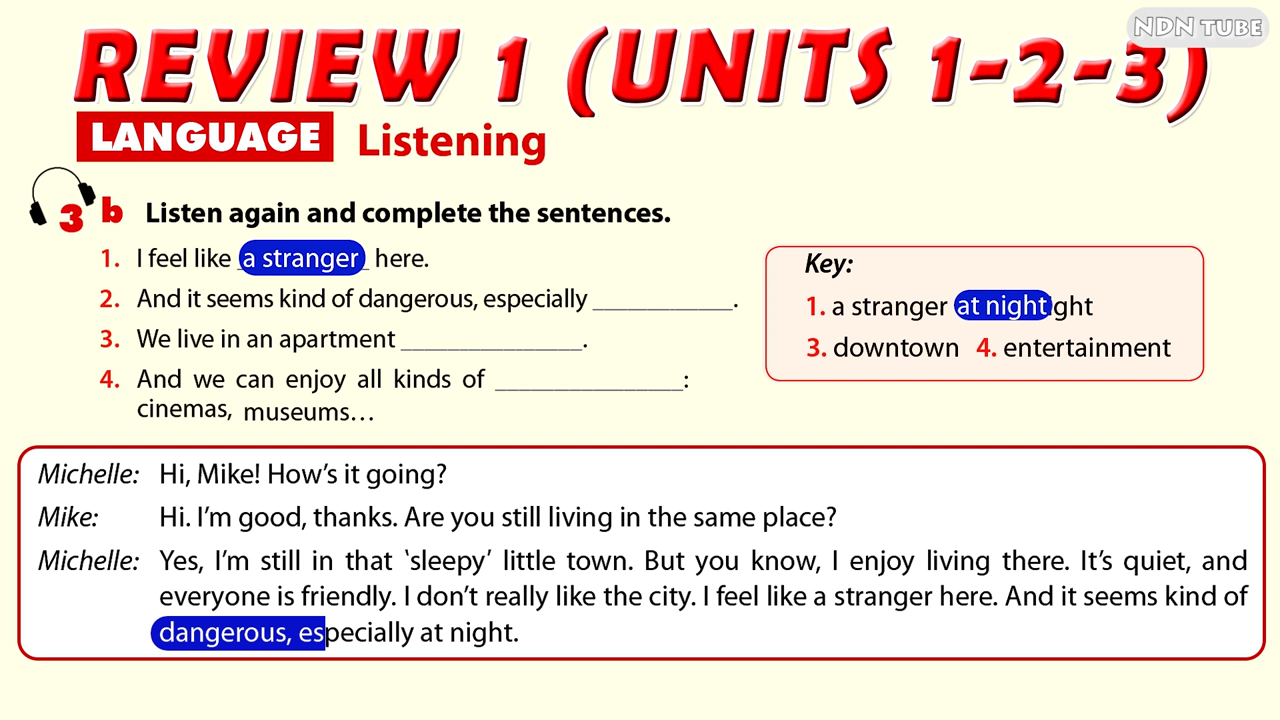 NDN TUBE
REVIEW 1 (UNITS 1-2-3)
LANGUAGE Listening
3 b Listen again and complete the sentences.
1. I feel like a stranger here.
2. And it seems kind of dangerous, especially ____________.
3. We live in an apartment ________________.
4. And we can enjoy all kinds of ________________:
cinemas, museums…
Key:
1. a stranger at night ight
3. downtown 4. entertainment
Michelle: Hi, Mike! How’s it going?
Mike: Hi. I’m good, thanks. Are you still living in the same place?
Michelle: Yes, I’m still in that ‘sleepy’ little town. But you know, I enjoy living there. It’s quiet, and
everyone is friendly. I don’t really like the city. I feel like a stranger here. And it seems kind of
dangerous, especially at night.